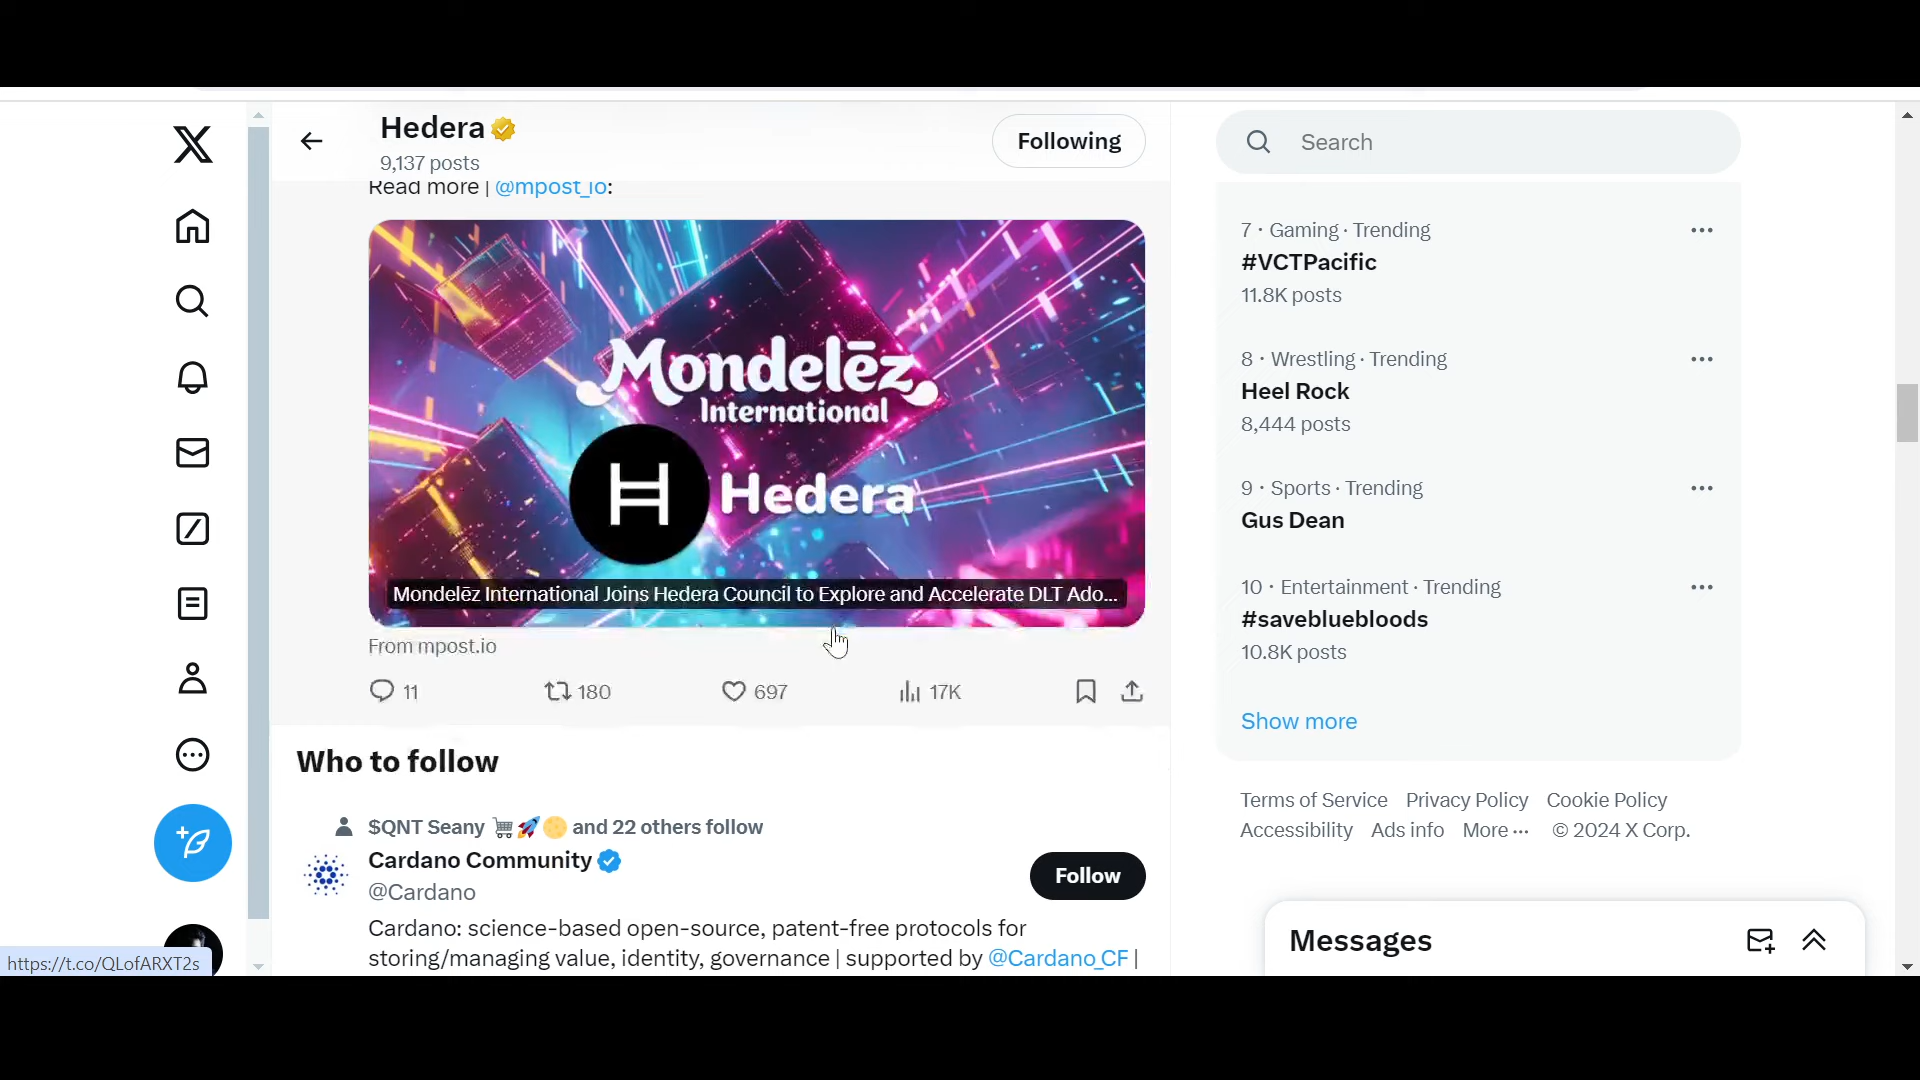 Hedera
9,137 posts
Following
Read more | @mpost_io:
Mondelēz
International
H Hedera
Mondelēz International Joins Hedera Council to Explore and Accelerate DLT Ado...
From mpost.io
11
180
697
17K
Who to follow
$QNT Seany 🛒🚀🌕 and 22 others follow
Cardano Community
@Cardano
Follow
Cardano: science-based open-source, patent-free protocols for
storing/managing value, identity, governance | supported by @Cardano_CF |
Search
7 · Gaming · Trending
#VCTPacific
11.8K posts
8 · Wrestling · Trending
Heel Rock
8,444 posts
9 · Sports · Trending
Gus Dean
10 · Entertainment · Trending
#savebluebloods
10.8K posts
Show more
Terms of Service Privacy Policy Cookie Policy
Accessibility Ads info More ··· © 2024 X Corp.
Messages
https://t.co/QLofARXT2s